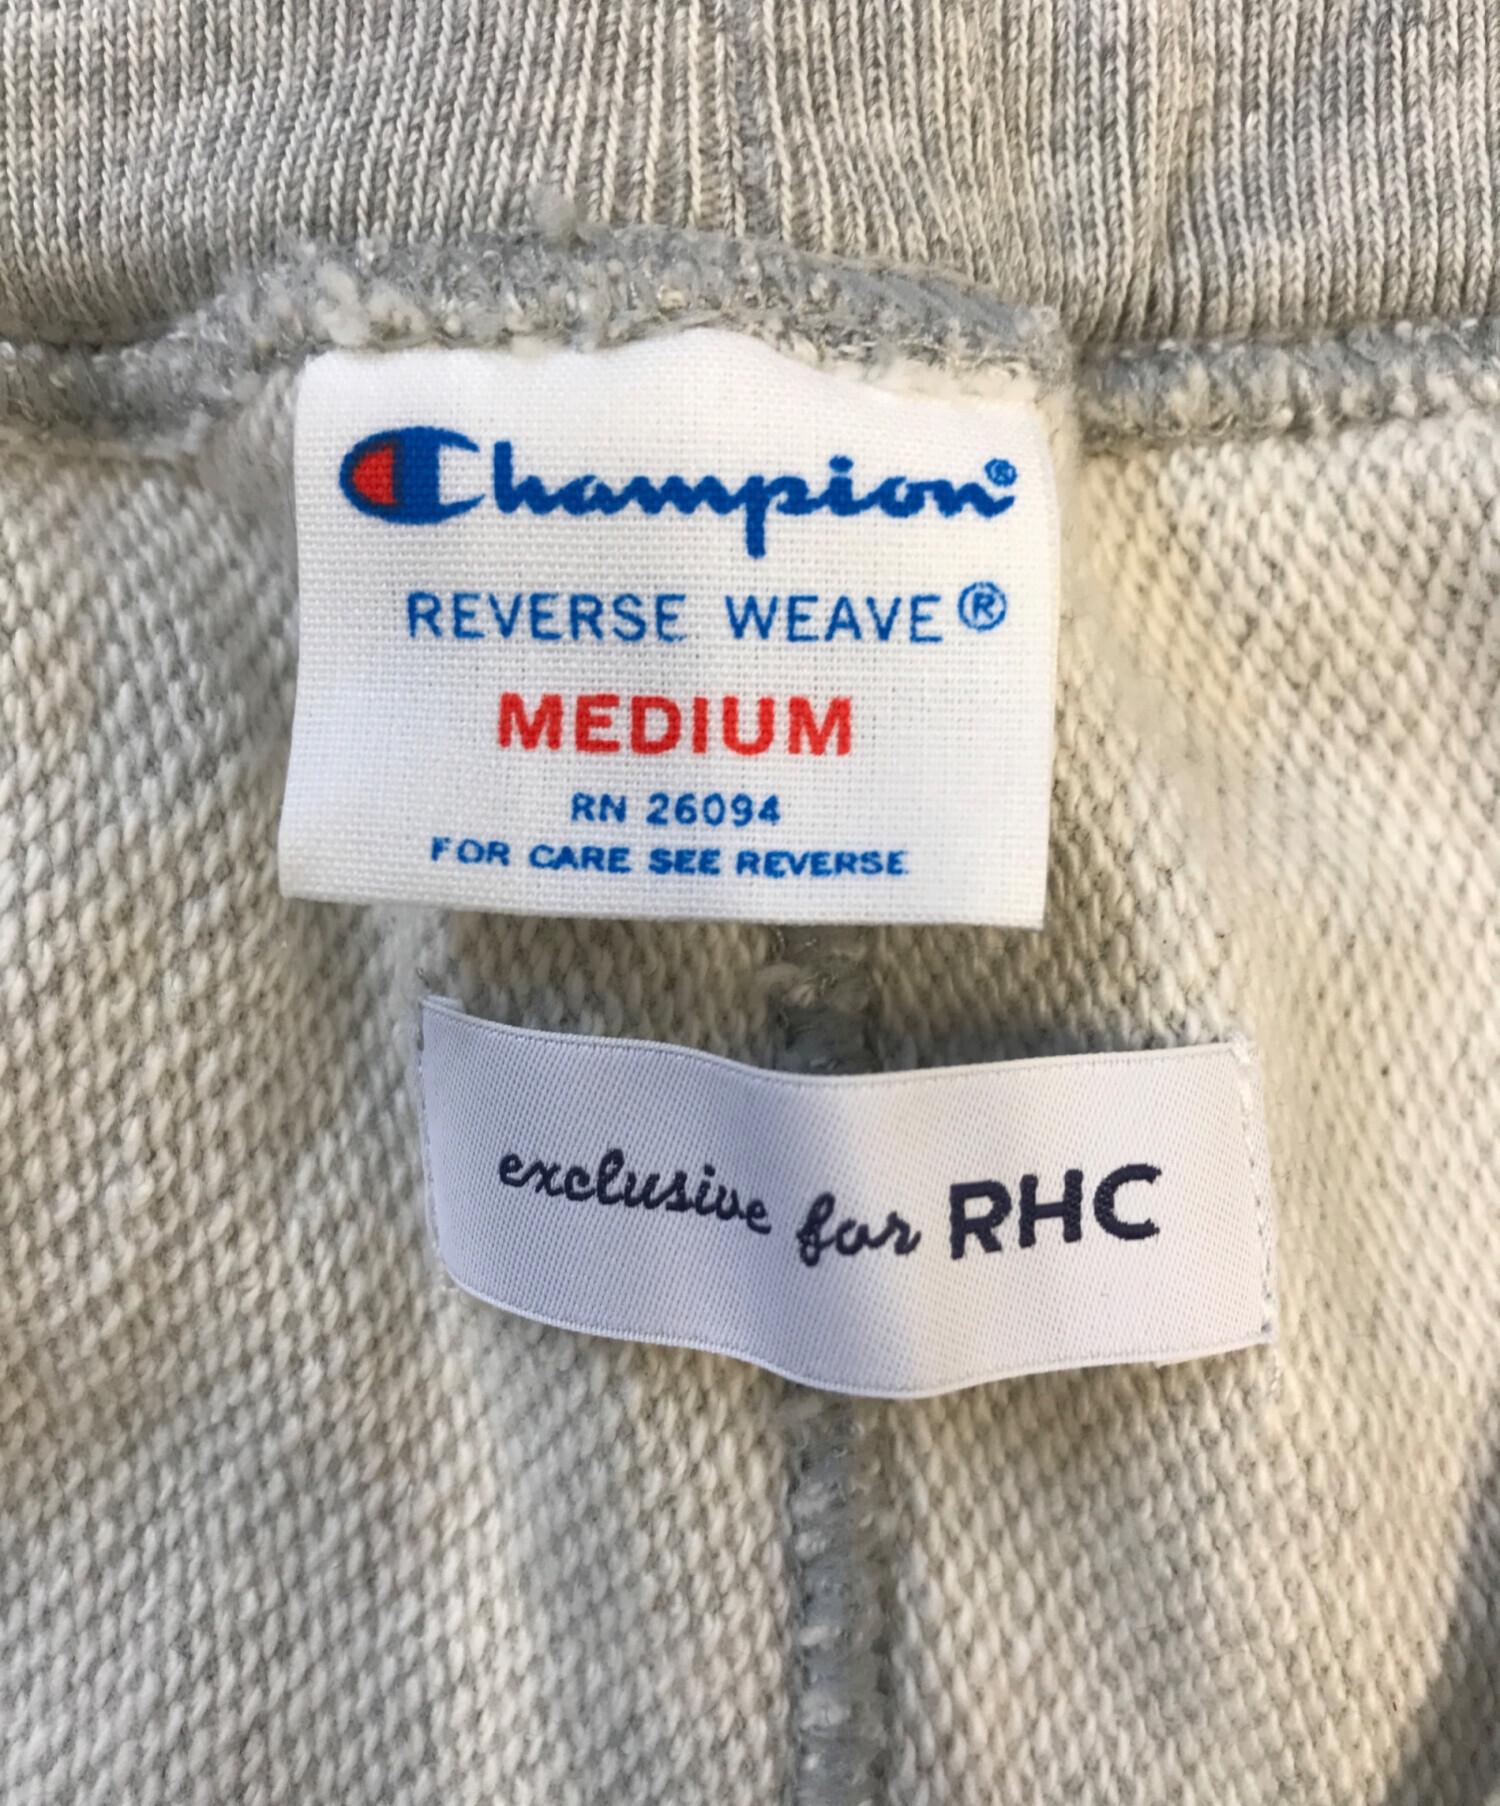 Champion®
REVERSE WEAVE®
MEDIUM
RN 26094
FOR CARE SEE REVERSE
exclusive for RHC